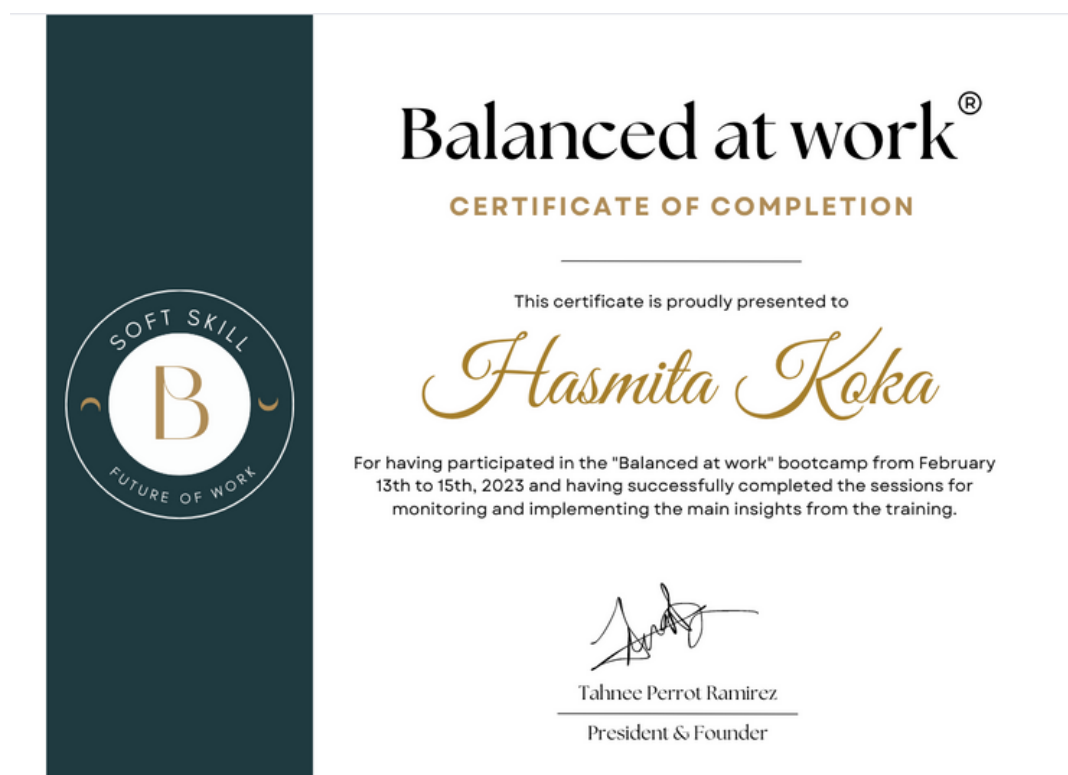 Balanced at work®
CERTIFICATE OF COMPLETION
This certificate is proudly presented to
Hasmita Koka
For having participated in the "Balanced at work" bootcamp from February
13th to 15th, 2023 and having successfully completed the sessions for
monitoring and implementing the main insights from the training.
Tahnee Perrot Ramirez
President & Founder
SOFT SKILL
B
FUTURE OF WORK